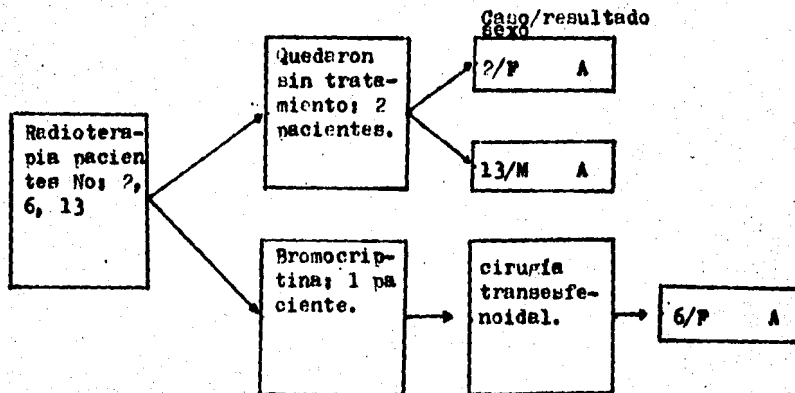 Caso/resultado
sexo
Quedaron
sin trata-
miento; 2
pacientes.
2/F A
13/M A
Radiotera-
pia pacien
tes No; 2,
6, 13
Bromocrip-
tina; 1 pa
ciente.
cirugía
transesfe-
noidal.
6/F A